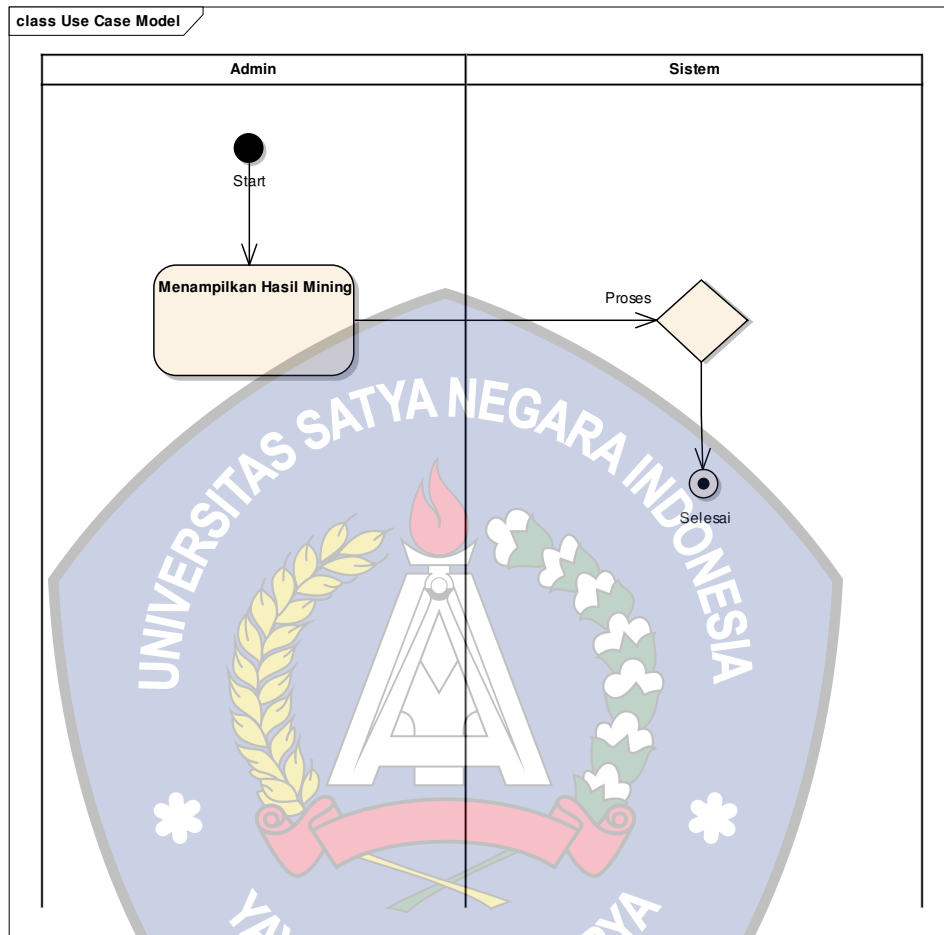 class Use Case Model
Admin
Sistem
Start
Menampilkan Hasil Mining
Proses
Selesai
UNIVERSITAS SATYA NEGARA INDONESIA